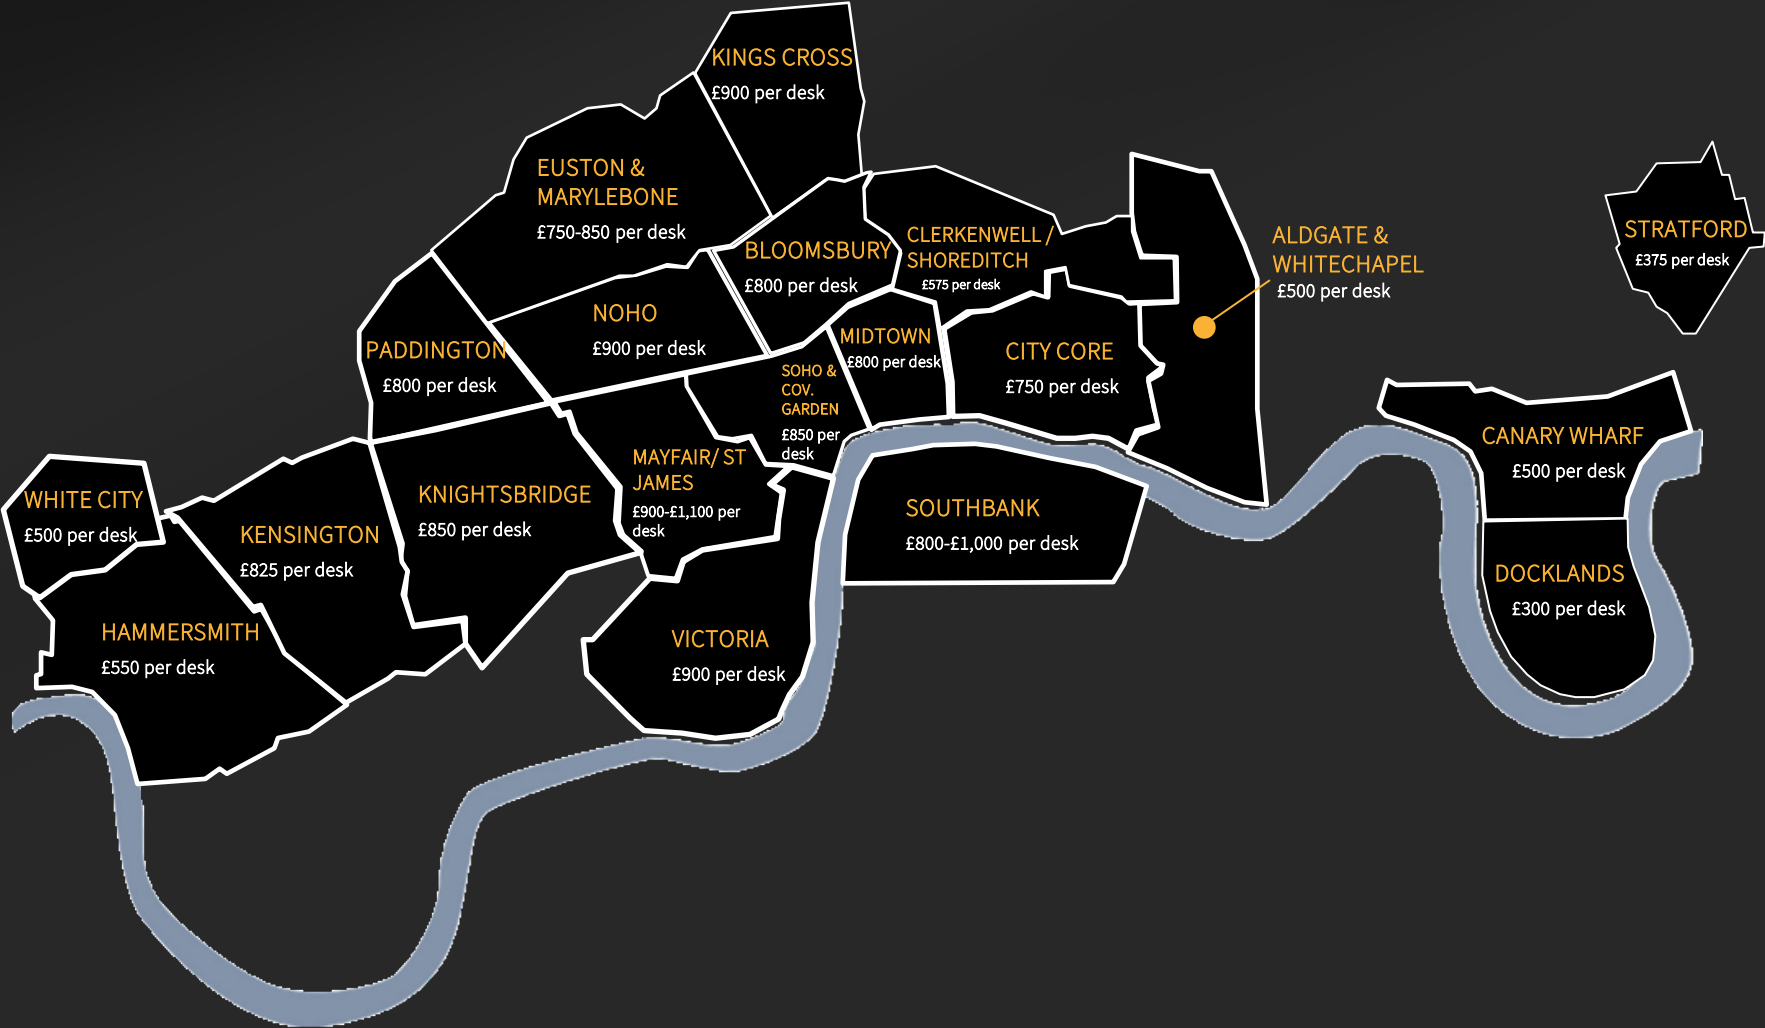 KINGS CROSS
£900 per desk
EUSTON &
MARYLEBONE
£750-850 per desk
BLOOMSBURY
£800 per desk
CLERKENWELL /
SHOREDITCH
£575 per desk
ALDGATE &
WHITECHAPEL
£500 per desk
STRATFORD
£375 per desk
NOHO
£900 per desk
PADDINGTON
£800 per desk
MIDTOWN
£800 per desk
CITY CORE
£750 per desk
SOHO &
COV.
GARDEN
£850 per
desk
CANARY WHARF
£500 per desk
MAYFAIR/ ST
JAMES
£900-£1,100 per
desk
KNIGHTSBRIDGE
£850 per desk
WHITE CITY
£500 per desk
KENSINGTON
£825 per desk
SOUTHBANK
£800-£1,000 per desk
DOCKLANDS
£300 per desk
HAMMERSMITH
£550 per desk
VICTORIA
£900 per desk